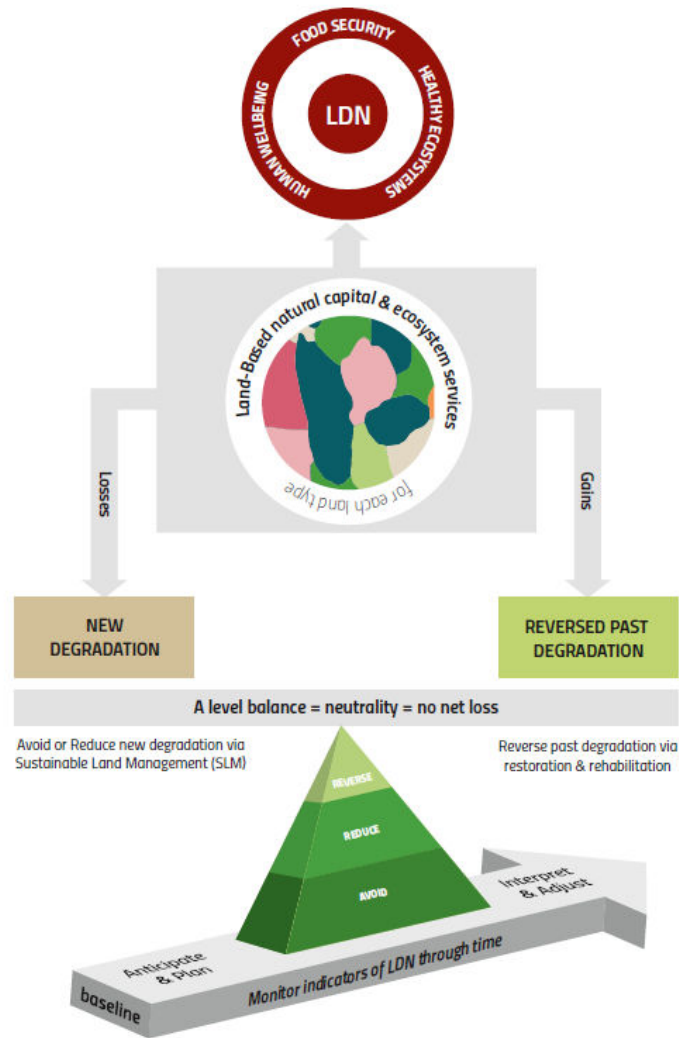 FOOD SECURITY
HUMAN WELLBEING
HEALTHY ECOSYSTEMS
LDN
Land-Based natural capital & ecosystem services
for each land type
Losses
Gains
NEW
DEGRADATION
REVERSED PAST
DEGRADATION
A level balance = neutrality = no net loss
Avoid or Reduce new degradation via
Sustainable Land Management (SLM)
Reverse past degradation via
restoration & rehabilitation
REVERSE
REDUCE
AVOID
Anticipate
& Plan
Interpret
& Adjust
baseline
Monitor indicators of LDN through time